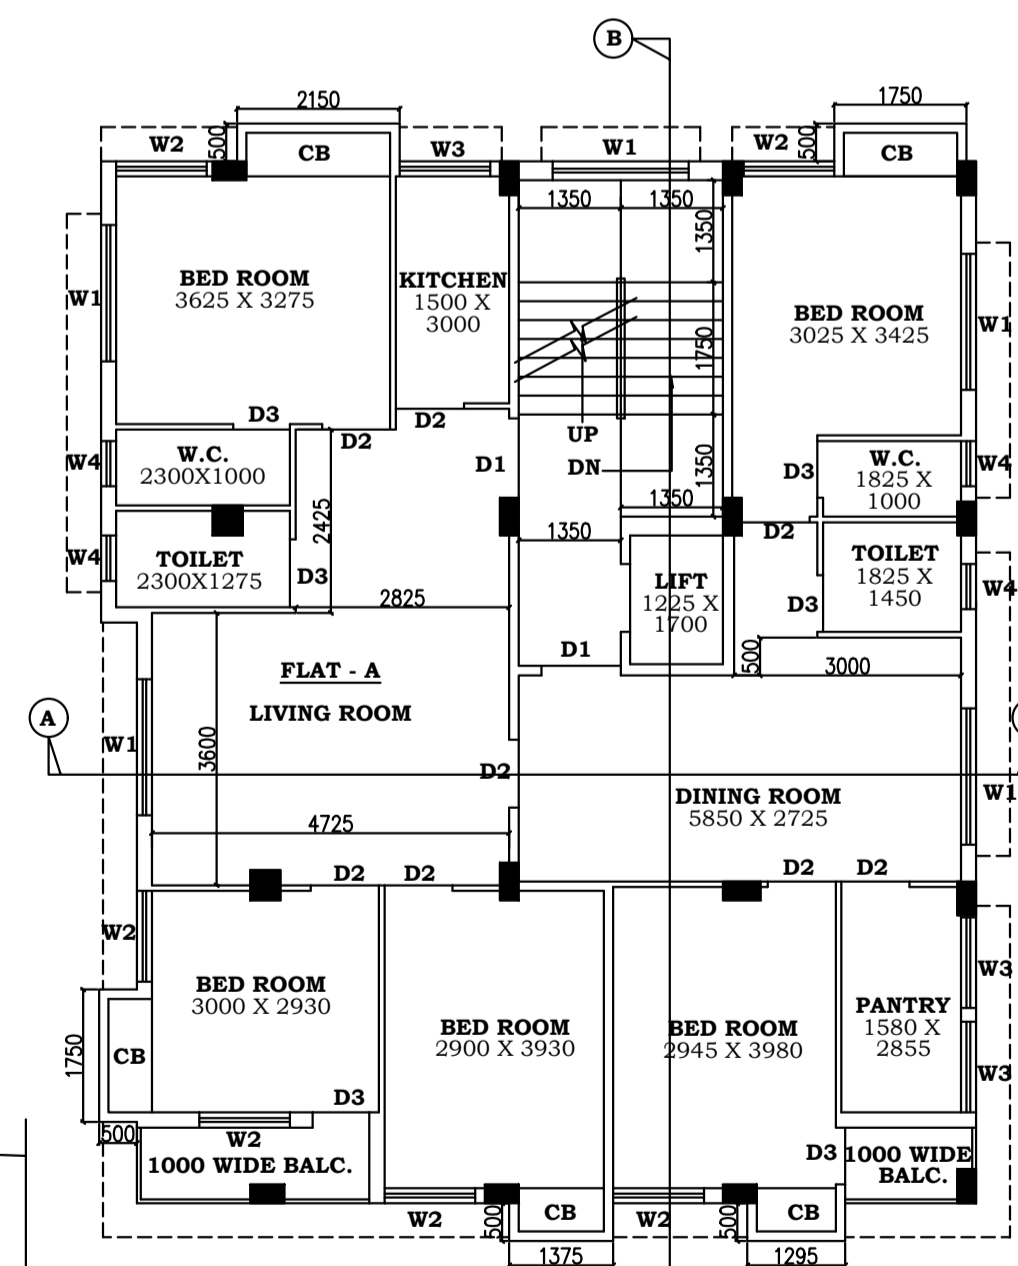 B
2150
1750
W2
500
CB
W3
W1
W2
500
CB
1350
1350
1350
BED ROOM
3625 X 3275
KITCHEN
1500 X
3000
W1
BED ROOM
3025 X 3425
W1
1750
D3
D2
D2
UP
DN
D1
W4
W.C.
2300X1000
2425
1350
1350
D3
W.C.
1825 X
1000
W4
1350
D2
W4
TOILET
2300X1275
D3
LIFT
1225 X
1700
TOILET
1825 X
1450
D3
W4
2825
D1
500
3000
FLAT - A
LIVING ROOM
A
W1
3600
D2
DINING ROOM
5850 X 2725
W1
4725
D2
D2
D2
D2
W2
BED ROOM
3000 X 2930
BED ROOM
2900 X 3930
BED ROOM
2945 X 3980
PANTRY
1580 X
2855
W3
W3
1750
CB
D3
500
W2
1000 WIDE BALC.
D3
1000 WIDE
BALC.
W2
500
CB
W2
500
CB
1375
1295